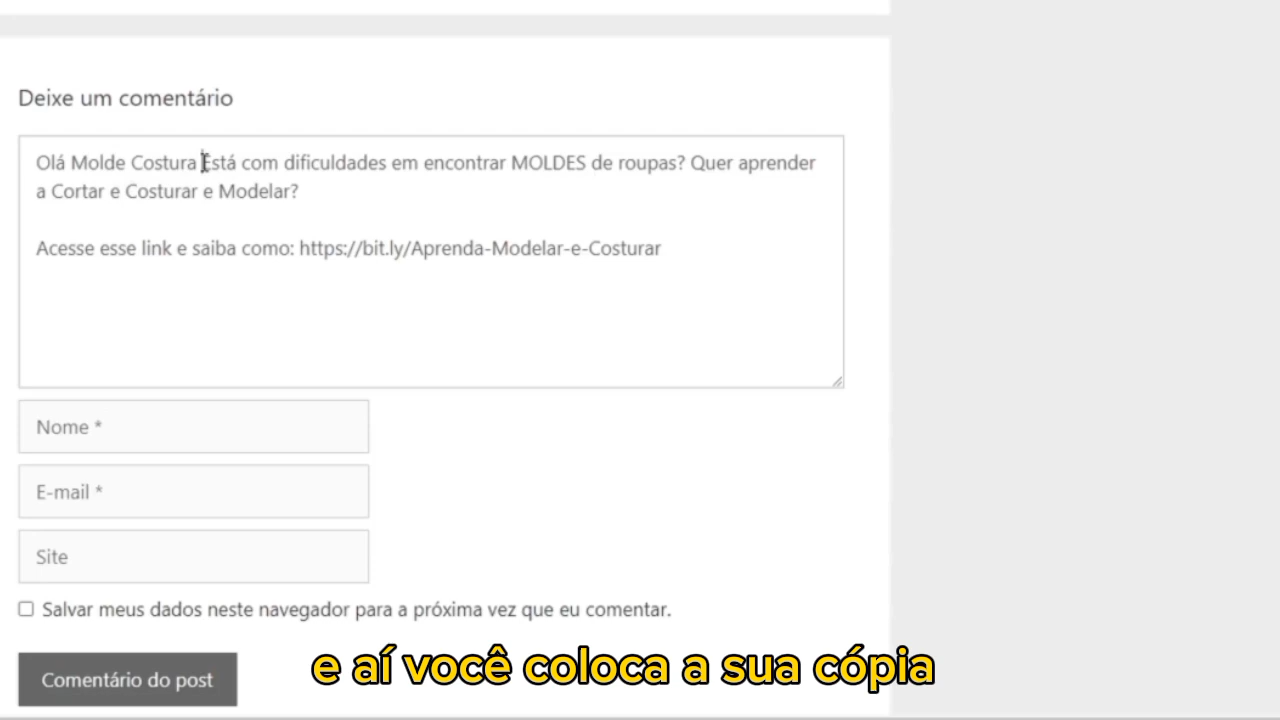 Deixe um comentário
Olá Molde Costura Está com dificuldades em encontrar MOLDES de roupas? Quer aprender
a Cortar e Costurar e Modelar?
Acesse esse link e saiba como: https://bit.ly/Aprenda-Modelar-e-Costurar
Nome *
E-mail *
Site
Salvar meus dados neste navegador para a próxima vez que eu comentar.
Comentário do post
e aí você coloca a sua cópia